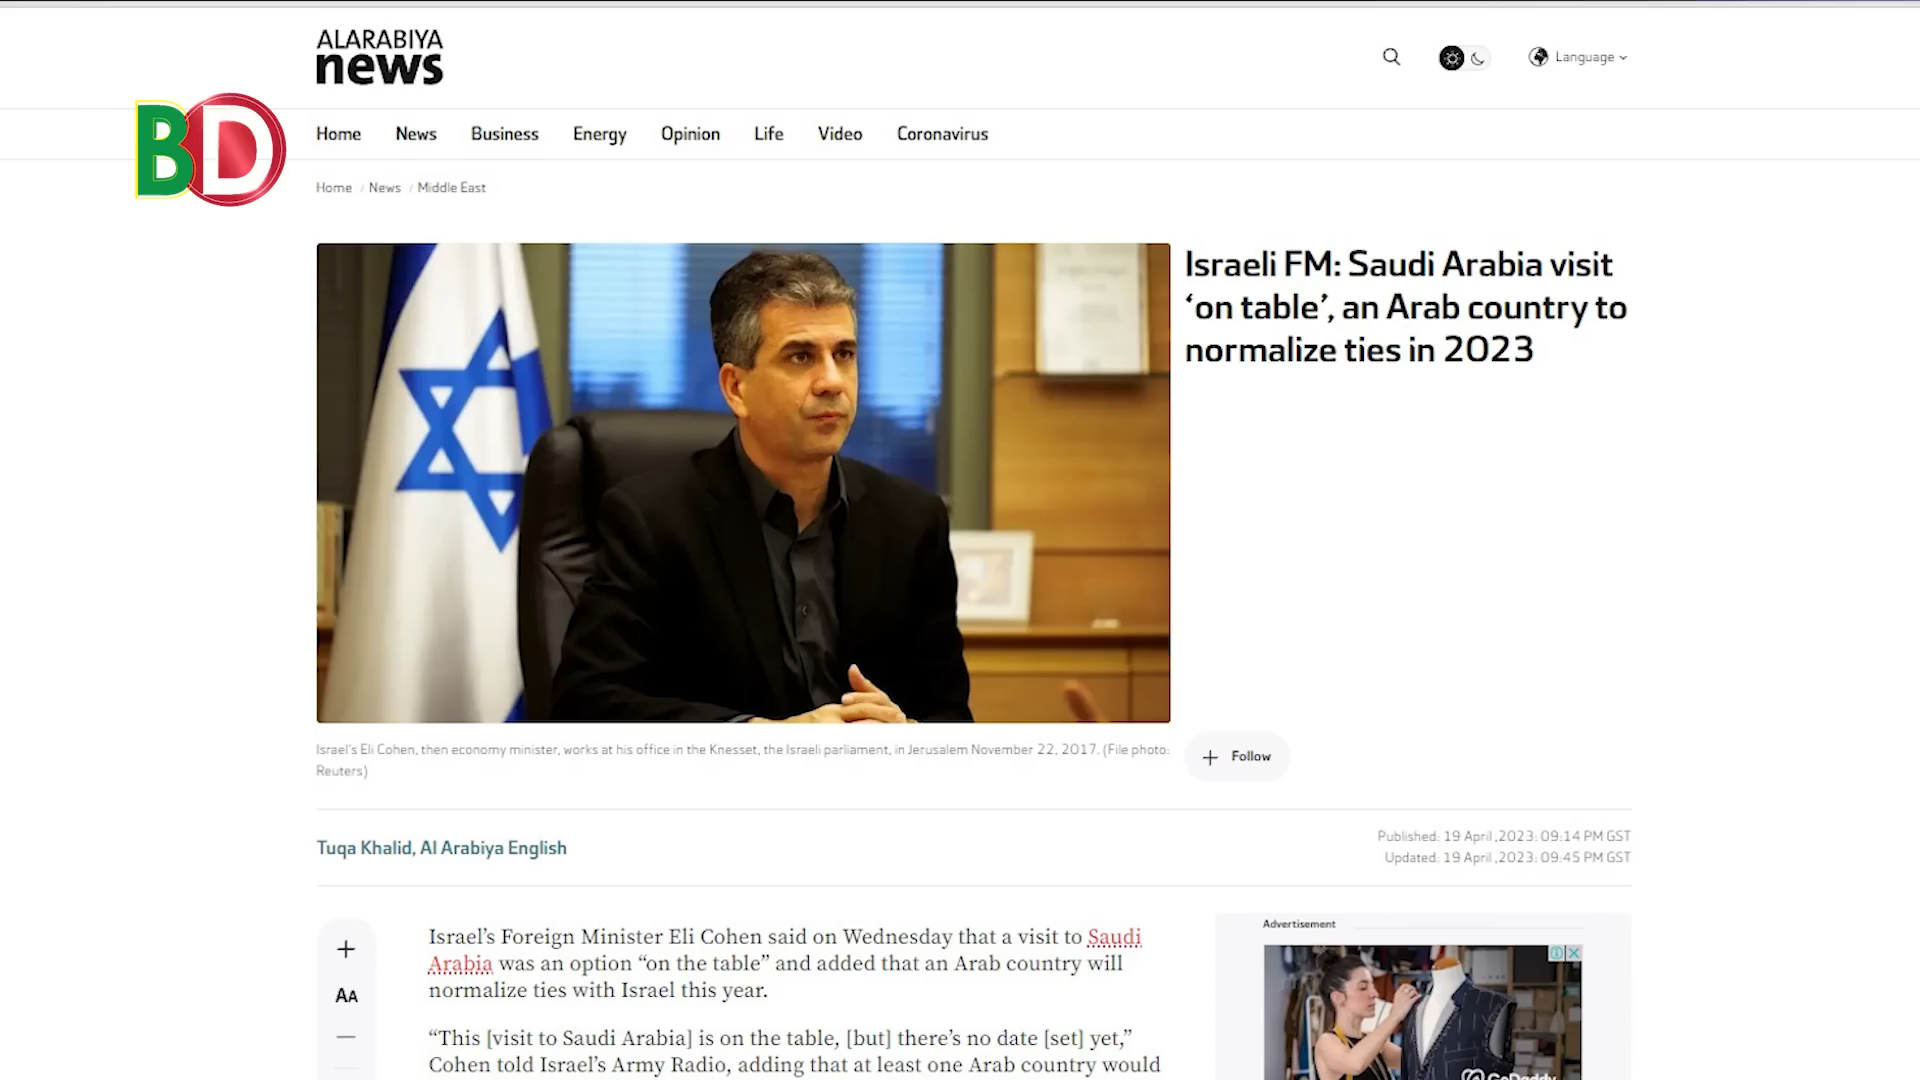 ALARABIYA
news
Language
BD
Home News Business Energy Opinion Life Video Coronavirus
Home / News / Middle East
Israeli FM: Saudi Arabia visit
‘on table’, an Arab country to
normalize ties in 2023
Israel's Eli Cohen, then economy minister, works at his office in the Knesset, the Israeli parliament, in Jerusalem November 22, 2017. (File photo:
Reuters)
+ Follow
Tuqa Khalid, Al Arabiya English
Published: 19 April ,2023: 09:14 PM GST
Updated: 19 April ,2023: 09:45 PM GST
+
AA
—
Israel’s Foreign Minister Eli Cohen said on Wednesday that a visit to Saudi
Arabia was an option “on the table” and added that an Arab country will
normalize ties with Israel this year.
“This [visit to Saudi Arabia] is on the table, [but] there’s no date [set] yet,”
Cohen told Israel’s Army Radio, adding that at least one Arab country would
Advertisement
GoDaddy